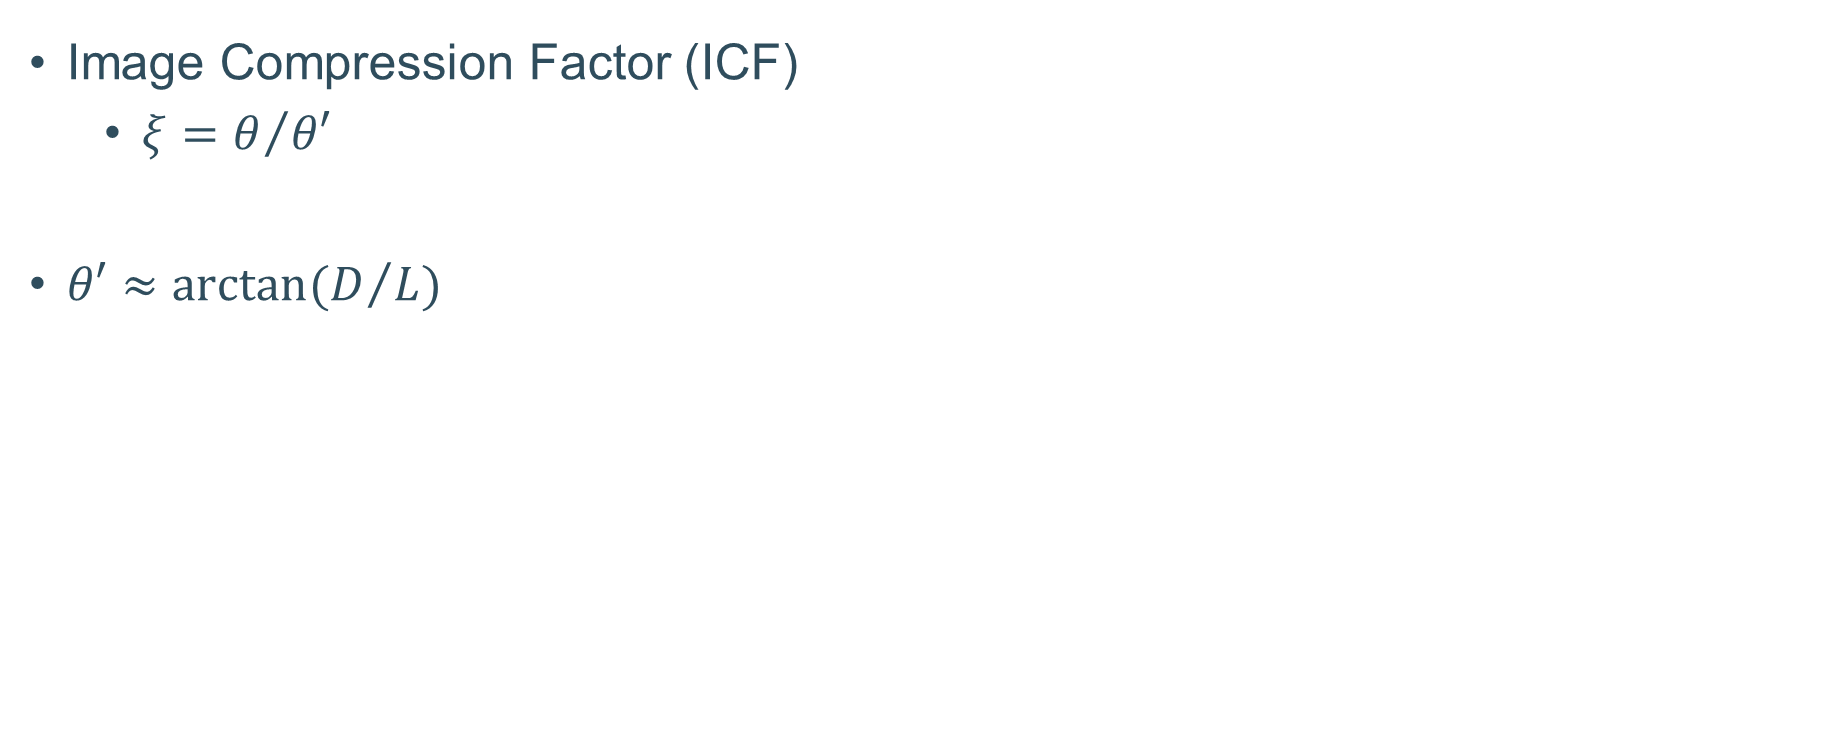 • Image Compression Factor (ICF)
• 𝜉 = 𝜃/𝜃′
• 𝜃′ ≈ arctan(𝐷/𝐿)